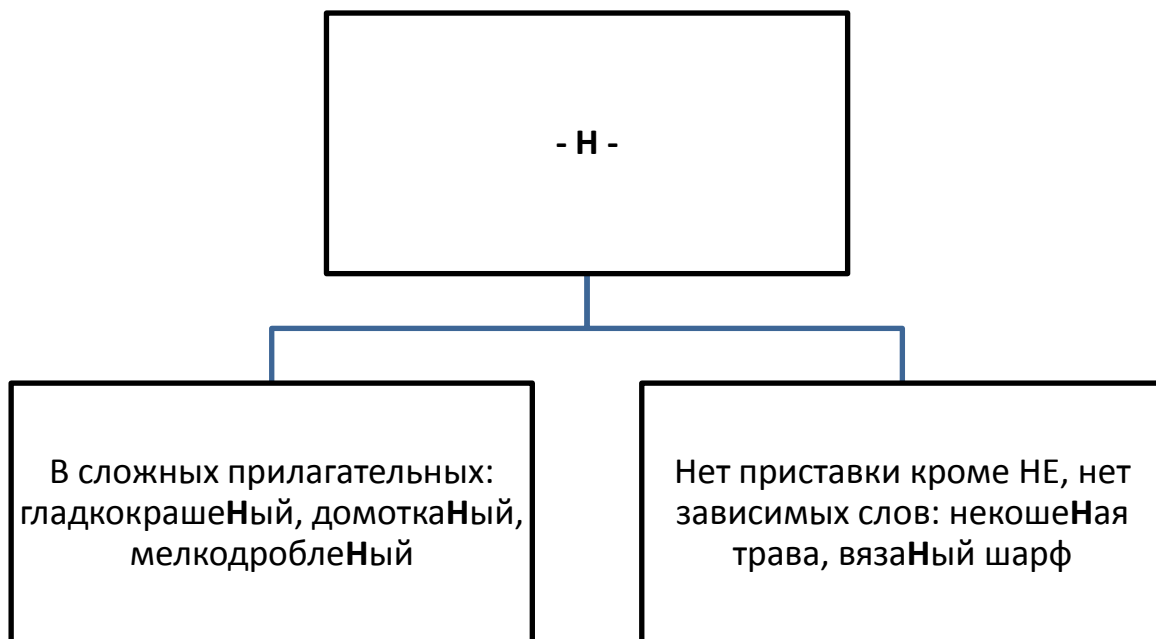 - Н -
В сложных прилагательных:
гладкокрашеНый, домоткаНый,
мелкодроблеНый
Нет приставки кроме НЕ, нет
зависимых слов: некошеНая
трава, вязаНый шарф